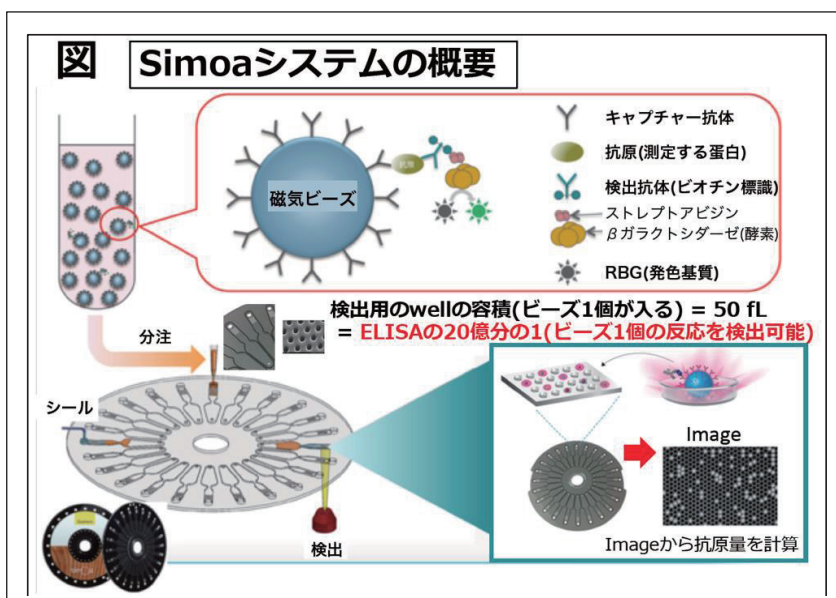 図 Simoaシステムの概要
磁気ビーズ
抗原
キャプチャー抗体
抗原(測定する蛋白)
検出抗体(ビオチン標識)
ストレプトアビジン
βガラクトシダーゼ(酵素)
RBG(発色基質)
検出用のwellの容積(ビーズ1個が入る) = 50 fL
= ELISAの20億分の1(ビーズ1個の反応を検出可能)
分注
シール
検出
Image
Imageから抗原量を計算